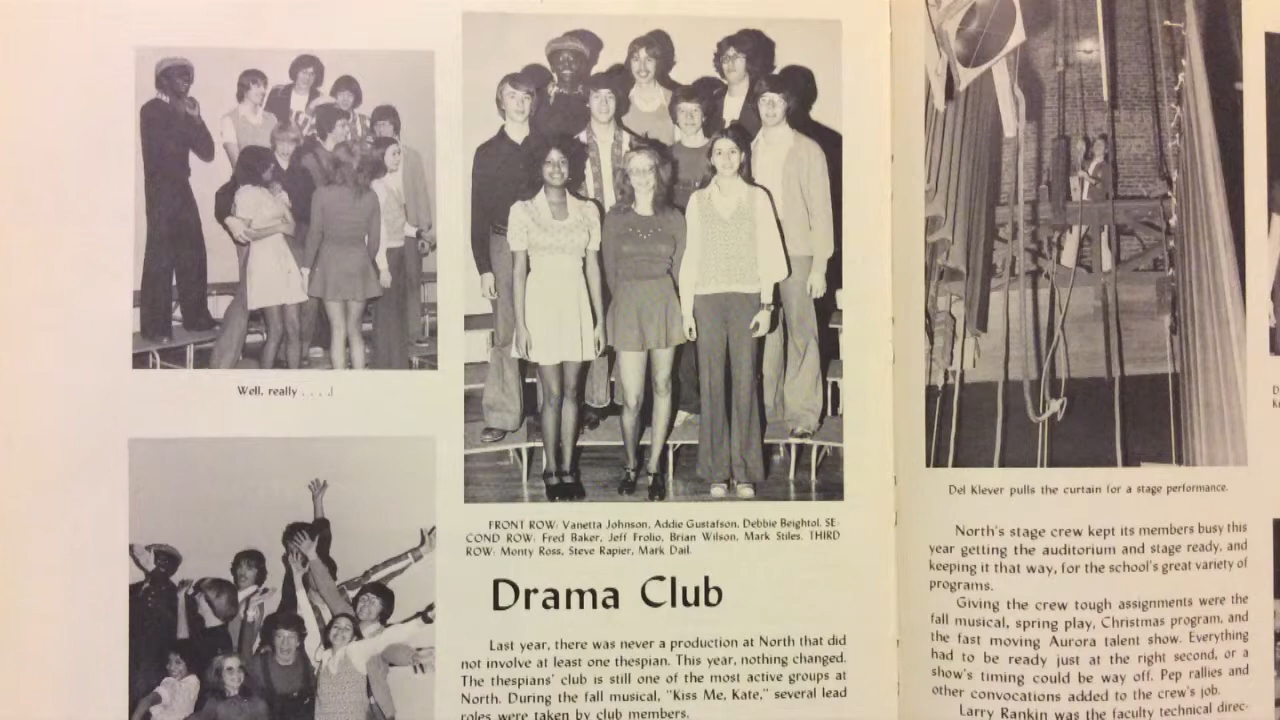 Well, really . . . .!
FRONT ROW: Vanetta Johnson, Addie Gustafson, Debbie Beightol. SE-
COND ROW: Fred Baker, Jeff Frolio, Brian Wilson, Mark Stiles. THIRD
ROW: Monty Ross, Steve Rapier, Mark Dail.
Drama Club
Last year, there was never a production at North that did
not involve at least one thespian. This year, nothing changed.
The thespians' club is still one of the most active groups at
North. During the fall musical, "Kiss Me, Kate," several lead
roles were taken by club members.
Del Klever pulls the curtain for a stage performance.
North's stage crew kept its members busy this
year getting the auditorium and stage ready, and
keeping it that way, for the school's great variety of
programs.
Giving the crew tough assignments were the
fall musical, spring play, Christmas program, and
the fast moving Aurora talent show. Everything
had to be ready just at the right second, or a
show's timing could be way off. Pep rallies and
other convocations added to the crew's job.
Larry Rankin was the faculty technical direc-